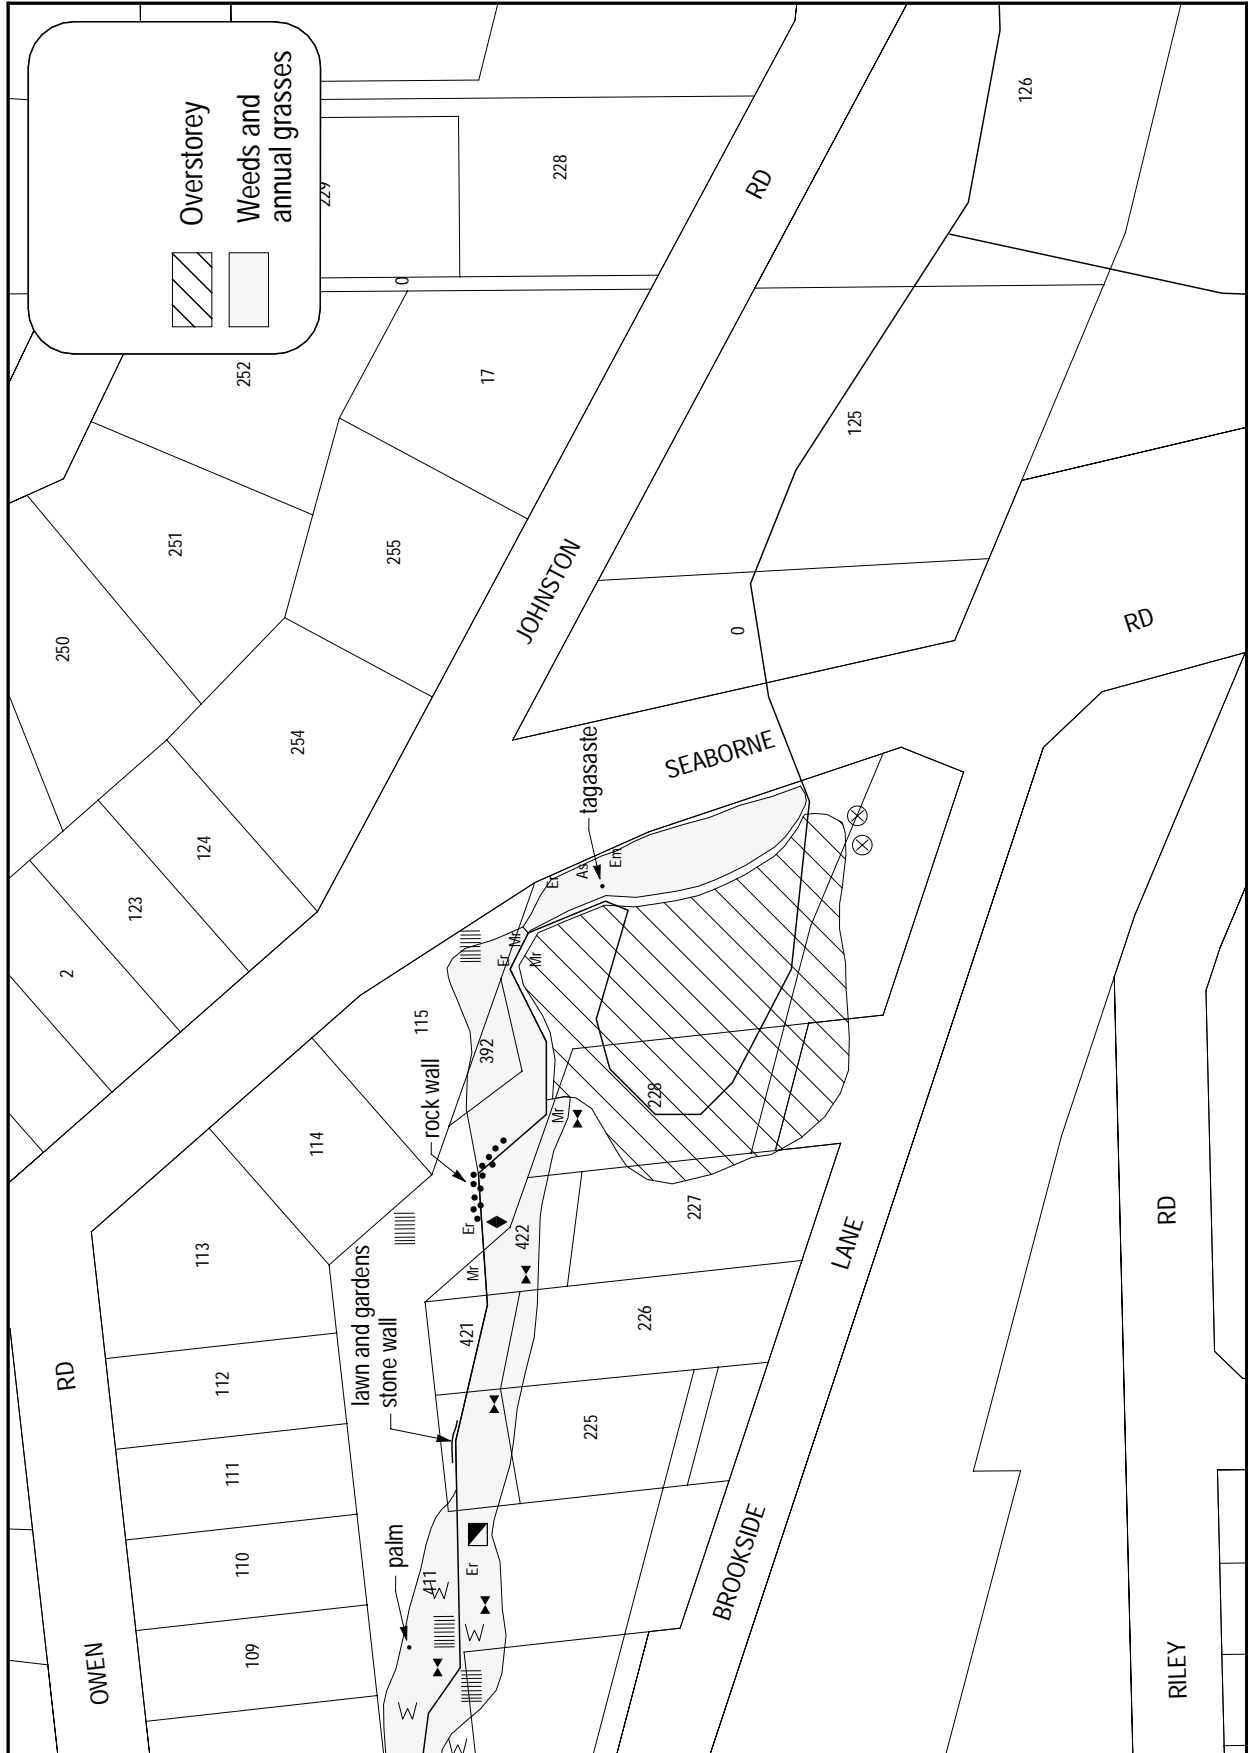 Overstorey
Weeds and
annual grasses
229
228
126
RD
0
252
17
125
251
255
250
JOHNSTON
0
RD
254
SEABORNE
tagasaste
124
123
2
Er
As
Em
Mr
Er
Mr
115
392
rock wall
228
Mr
114
113
Er
422
227
LANE
RD
Mr
lawn and gardens
stone wall
421
226
RD
112
225
111
110
palm
411
Er
BROOKSIDE
109
OWEN
RILEY